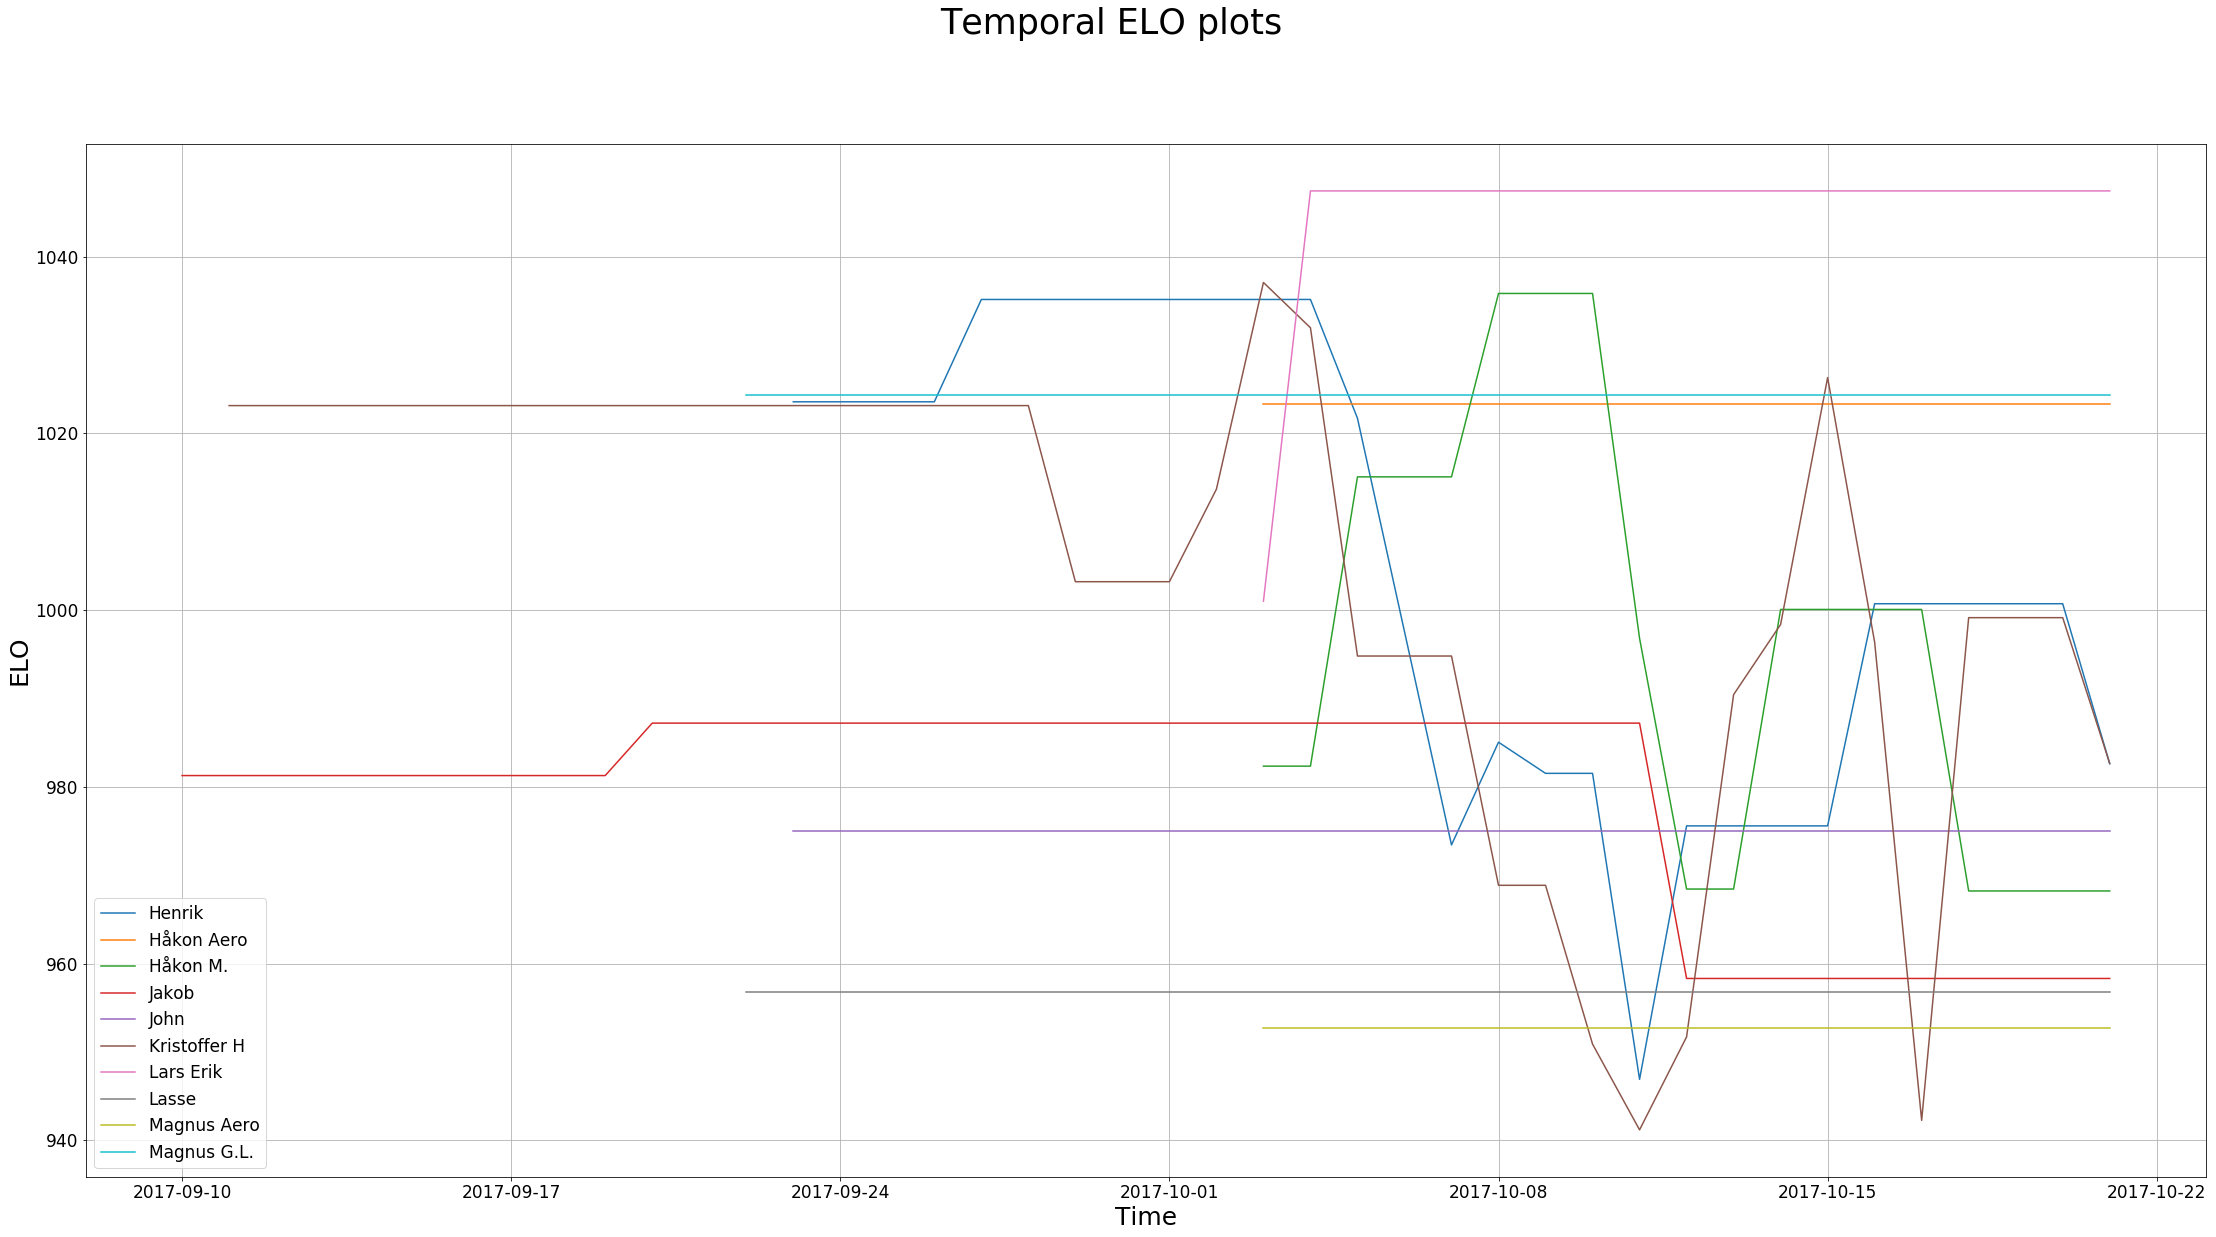 Temporal ELO plots
1040
1020
1000
980
960
940
ELO
Henrik
Håkon Aero
Håkon M.
Jakob
John
Kristoffer H
Lars Erik
Lasse
Magnus Aero
Magnus G.L.
2017-09-10 2017-09-17 2017-09-24 2017-10-01 2017-10-08 2017-10-15 2017-10-22
Time